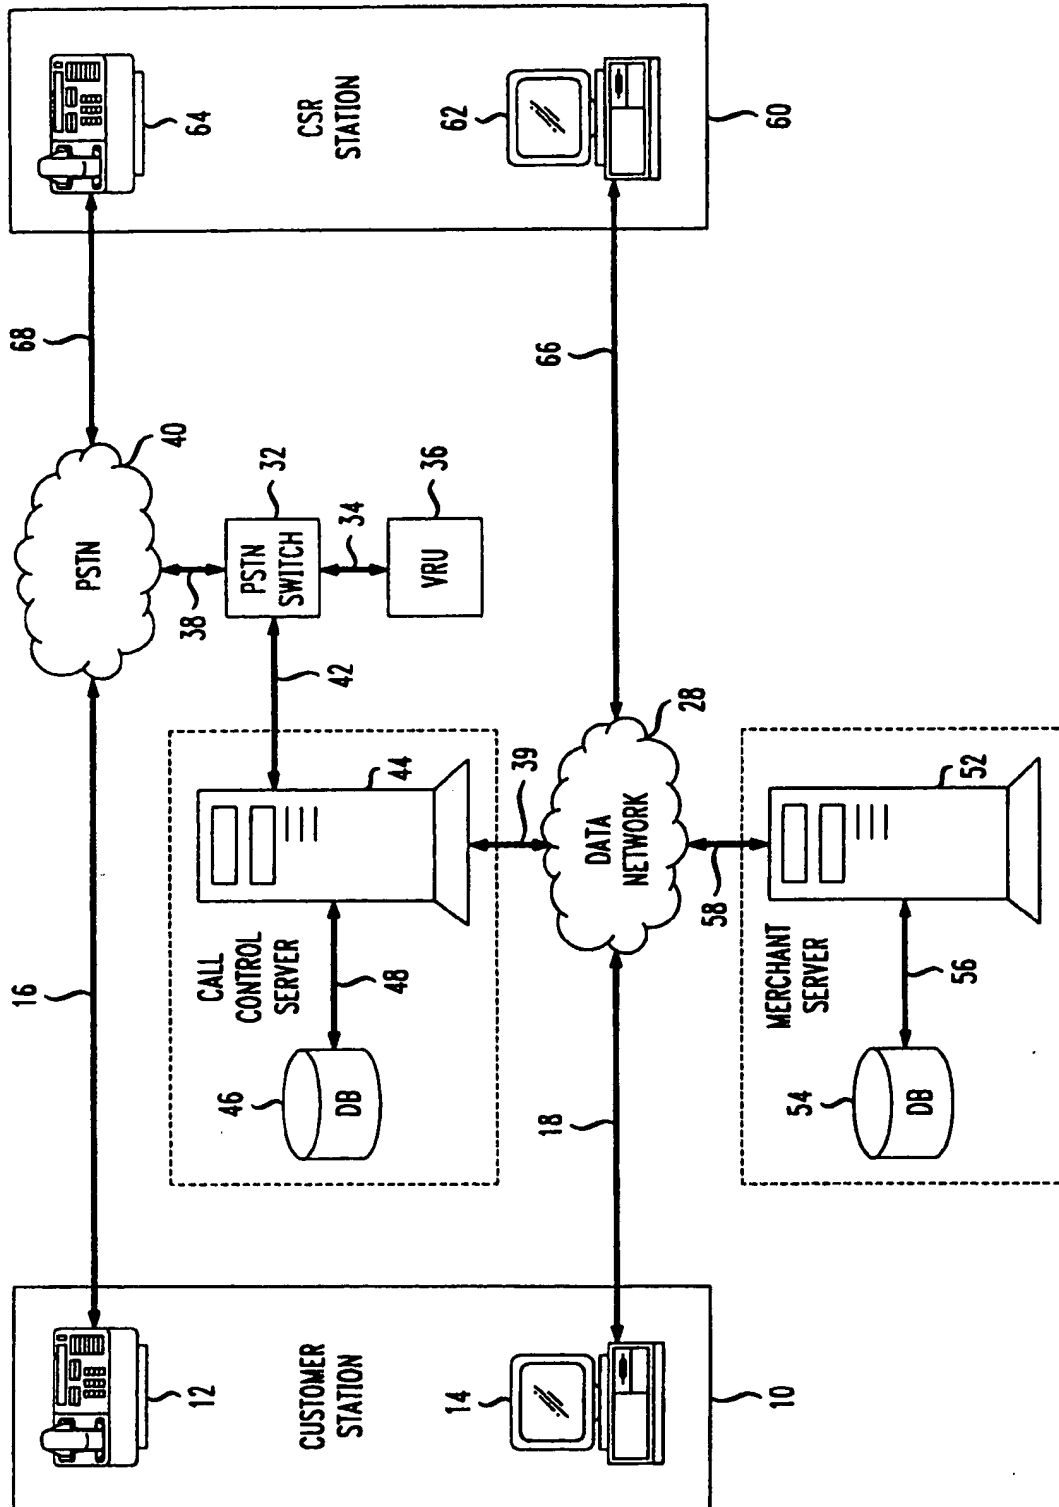 64
CSR
STATION
62
60
68
66
40
PSTN
38
32
PSTN
SWITCH
34
36
VRU
42
16
44
CALL
CONTROL
SERVER
48
46
DB
39
28
DATA
NETWORK
18
58
52
MERCHANT
SERVER
56
54
DB
12
CUSTOMER
STATION
14
10